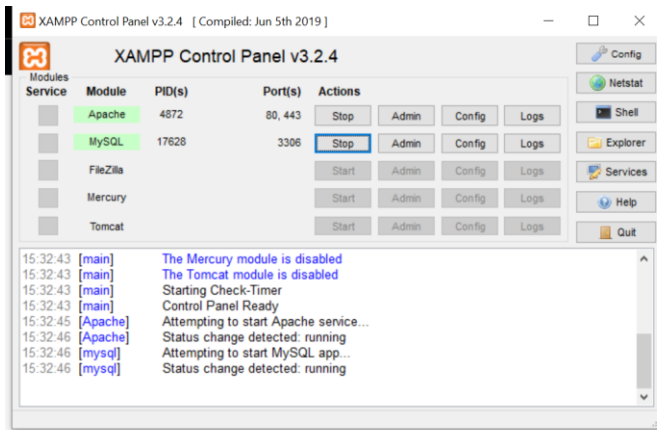 XAMPP Control Panel v3.2.4 [ Compiled: Jun 5th 2019 ]
XAMPP Control Panel v3.2.4
Config
Modules
Service Module PID(s) Port(s) Actions
Netstat
Apache 4872 80, 443 Stop Admin Config Logs
Shell
MySQL 17628 3306 Stop Admin Config Logs
Explorer
FileZilla Start Admin Config Logs
Services
Mercury Start Admin Config Logs
Help
Tomcat Start Admin Config Logs
Quit
15:32:43 [main] The Mercury module is disabled
15:32:43 [main] The Tomcat module is disabled
15:32:43 [main] Starting Check-Timer
15:32:43 [main] Control Panel Ready
15:32:45 [Apache] Attempting to start Apache service...
15:32:46 [Apache] Status change detected: running
15:32:46 [mysql] Attempting to start MySQL app...
15:32:46 [mysql] Status change detected: running